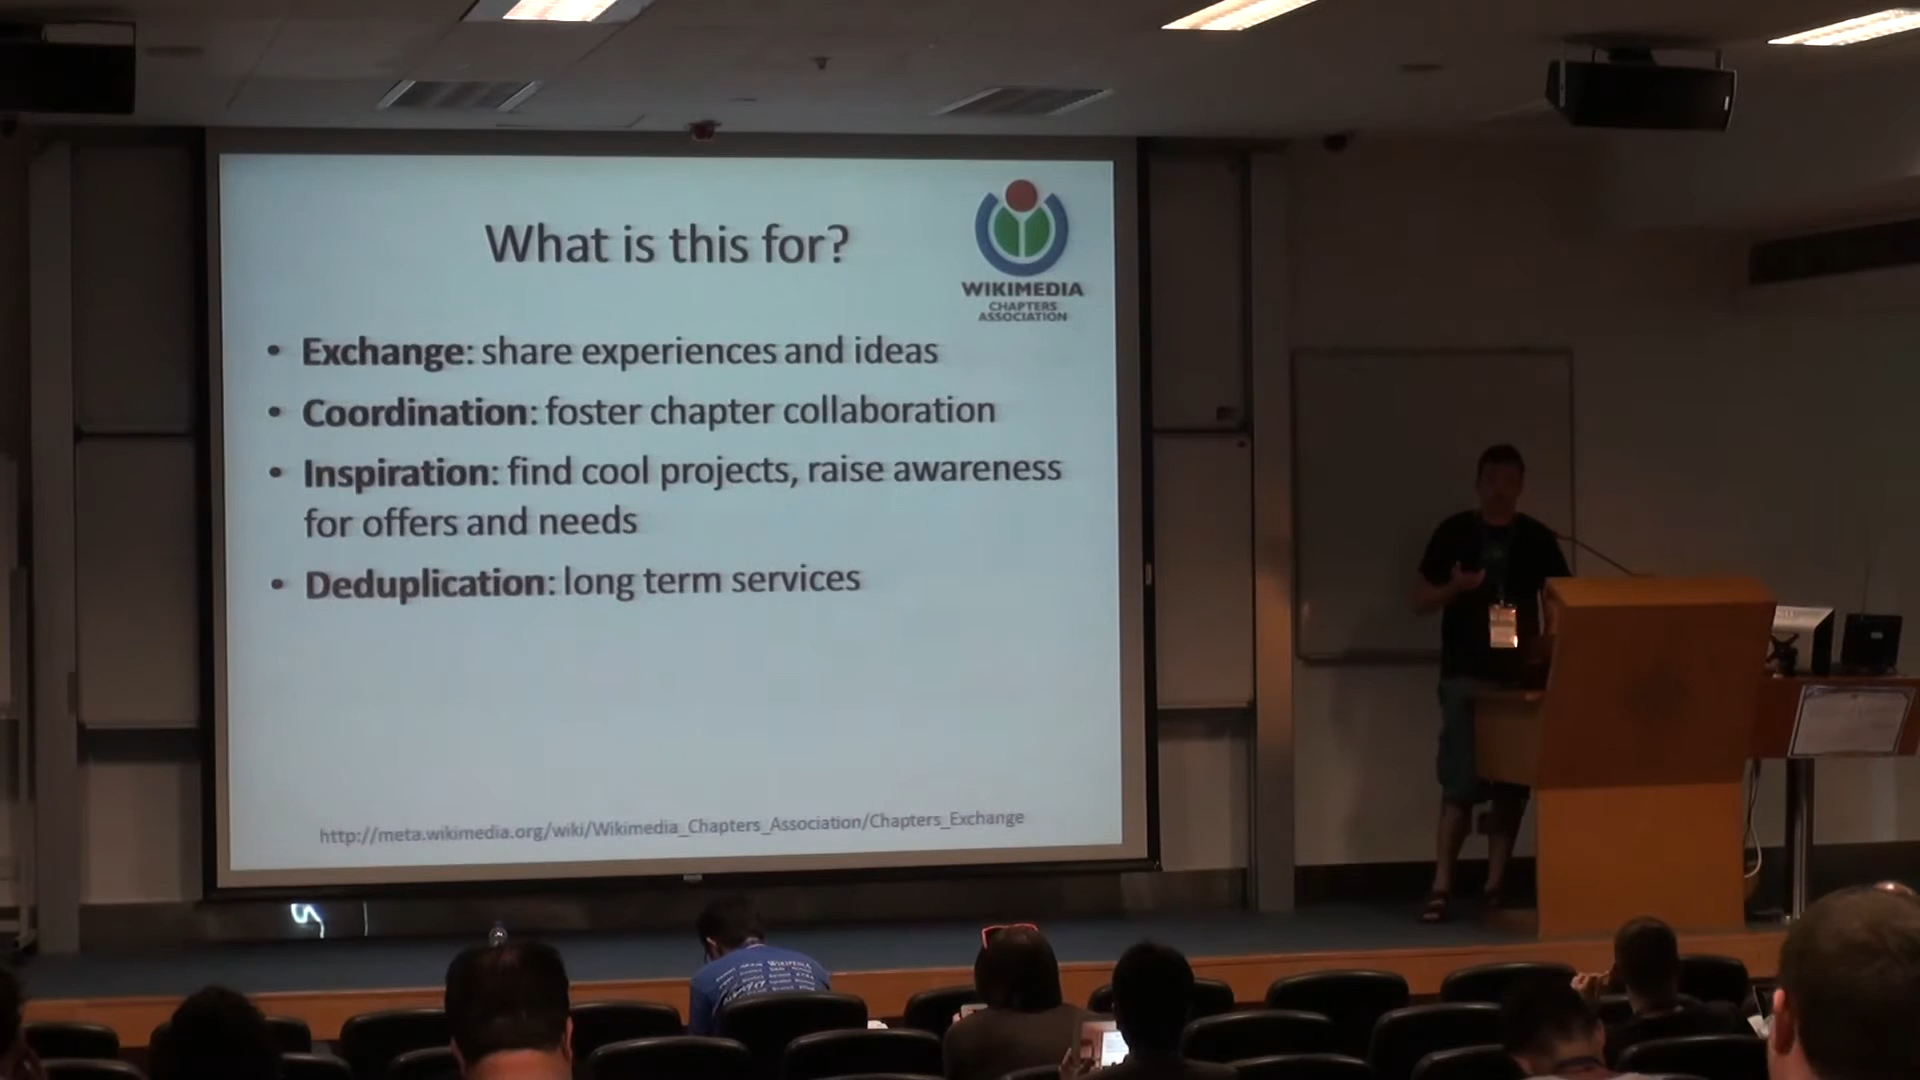 What is this for?
WIKIMEDIA
CHAPTERS
ASSOCIATION
• Exchange: share experiences and ideas
• Coordination: foster chapter collaboration
• Inspiration: find cool projects, raise awareness
for offers and needs
• Deduplication: long term services
http://meta.wikimedia.org/wiki/Wikimedia_Chapters_Association/Chapters_Exchange